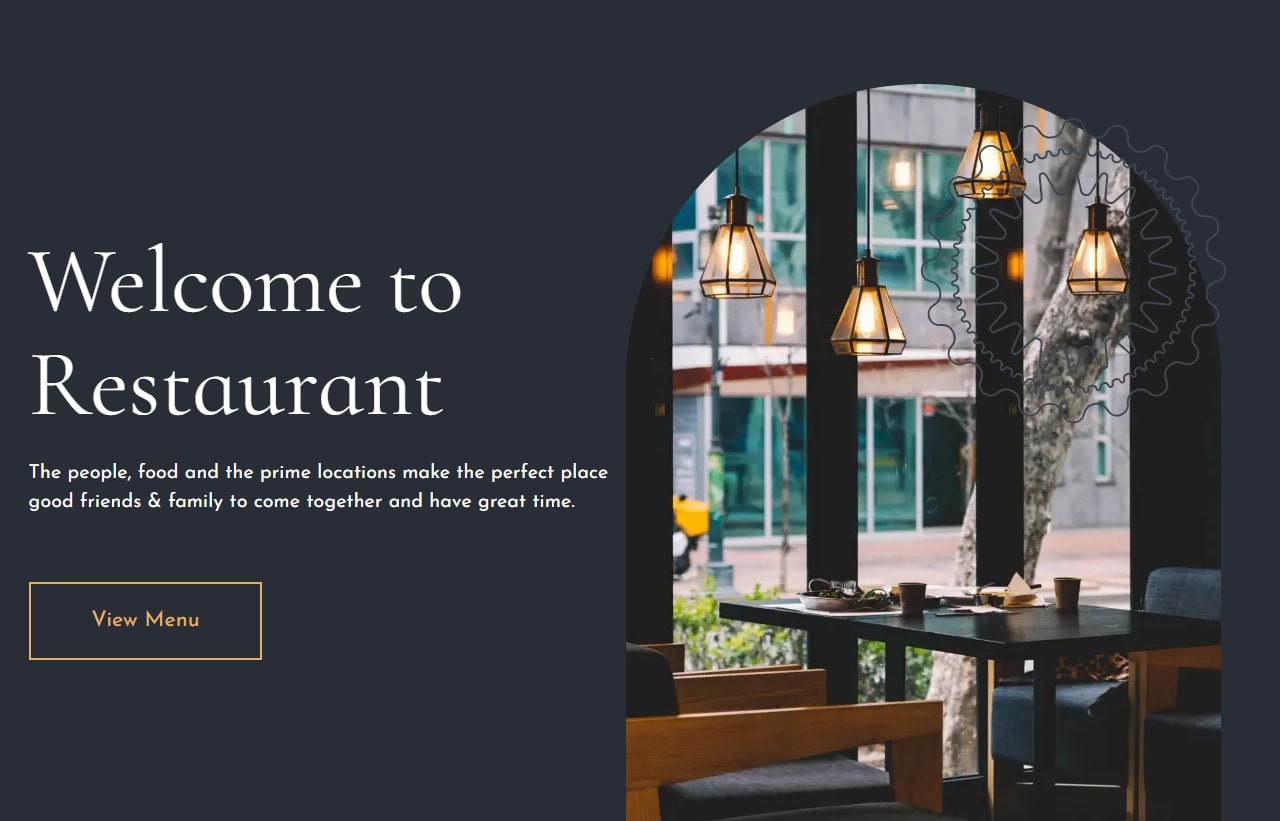 Welcome to
Restaurant
The people, food and the prime locations make the perfect place
good friends & family to come together and have great time.
View Menu